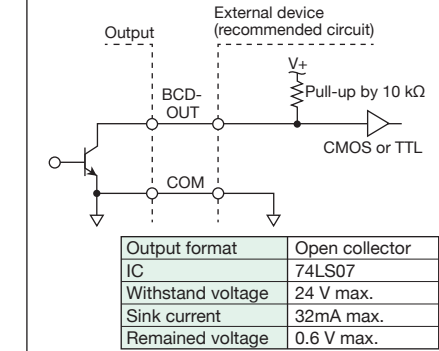 External device
Output
(recommended circuit)
V+
Pull-up by 10 kΩ
BCD-
OUT
CMOS or TTL
COM
Output format Open collector
IC 74LS07
Withstand voltage 24 V max.
Sink current 32mA max.
Remained voltage 0.6 V max.